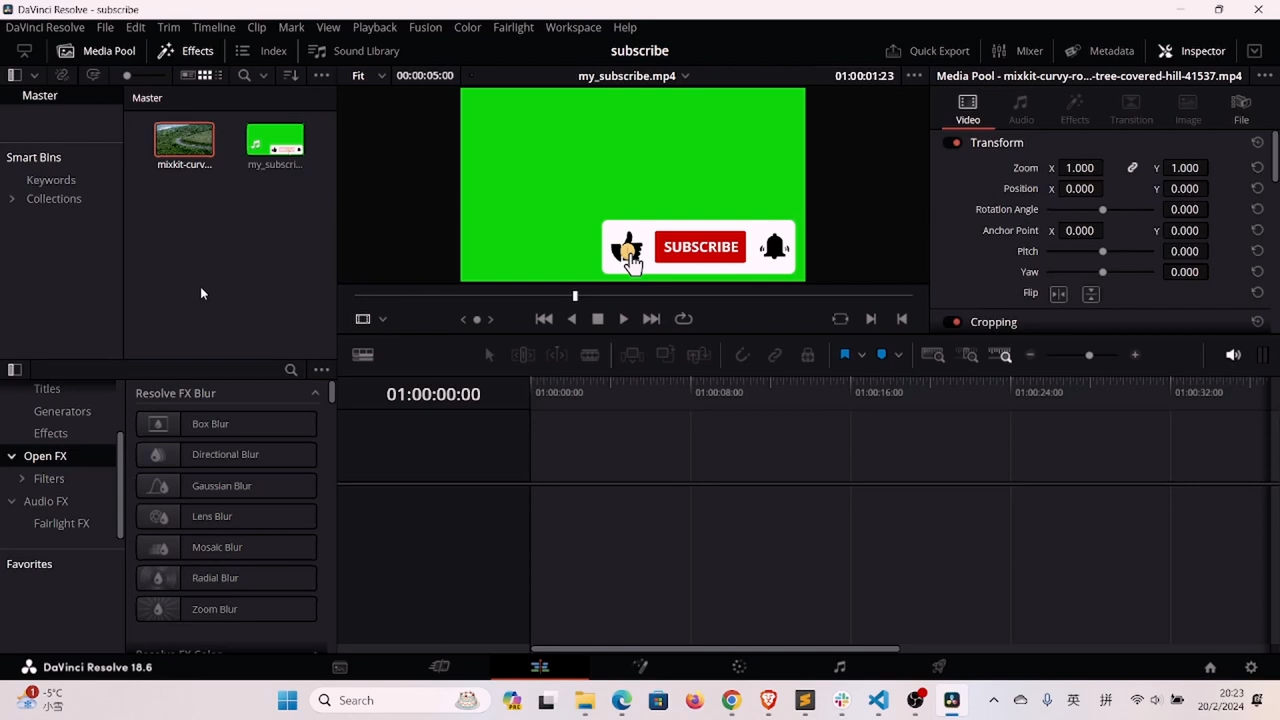 DaVinci Resolve - subscribe
DaVinci Resolve File Edit Trim Timeline Clip Mark View Playback Fusion Color Fairlight Workspace Help
Media Pool Effects Index Sound Library subscribe Quick Export Mixer Metadata Inspector
Fit 00:00:05:00 my_subscribe.mp4 01:00:01:23 Media Pool - mixkit-curvy-ro...-tree-covered-hill-41537.mp4
Master
Master
Smart Bins
Keywords
Collections
mixkit-curv...
my_subscri...
SUBSCRIBE
Video Audio Effects Transition Image File
Transform
Zoom X 1.000 Y 1.000
Position X 0.000 Y 0.000
Rotation Angle 0.000
Anchor Point X 0.000 Y 0.000
Pitch 0.000
Yaw 0.000
Flip
Cropping
Titles
Generators
Effects
Open FX
Filters
Audio FX
Fairlight FX
Favorites
Resolve FX Blur
Box Blur
Directional Blur
Gaussian Blur
Lens Blur
Mosaic Blur
Radial Blur
Zoom Blur
Resolve FX Color
01:00:00:00
01:00:00:00 01:00:08:00 01:00:16:00 01:00:24:00 01:00:32:00
DaVinci Resolve 18.6
1
-5°C
小雪
Search
英
拼
20:23
20/2/2024